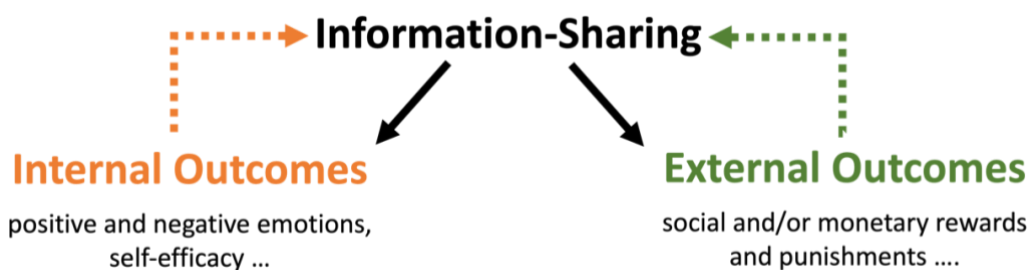 Information-Sharing
Internal Outcomes
positive and negative emotions,
self-efficacy ...
External Outcomes
social and/or monetary rewards
and punishments ....